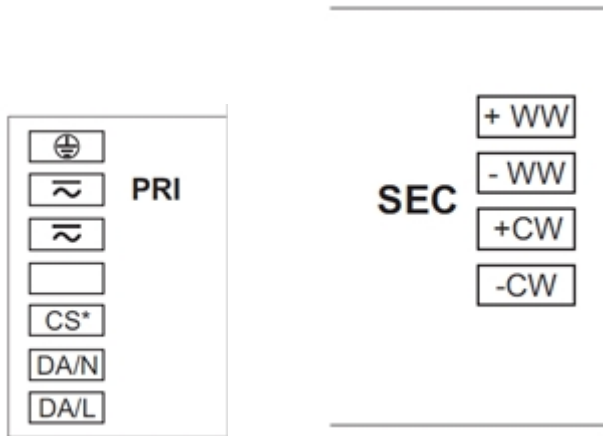 PRI
CS*
DA/N
DA/L
SEC
+ WW
- WW
+CW
-CW